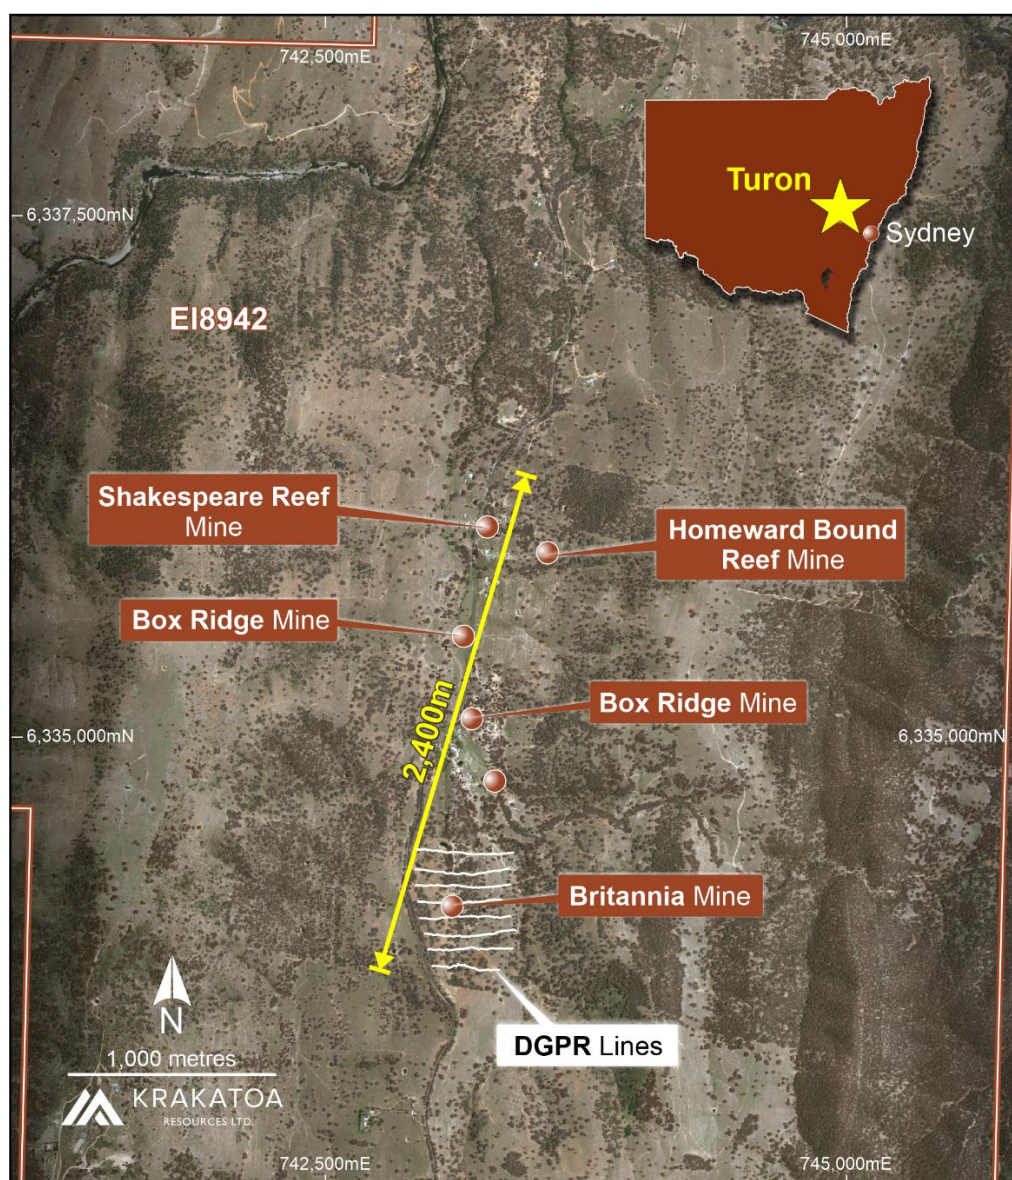 742,500mE
745,000mE
Turon
Sydney
6,337,500mN
El8942
Shakespeare Reef
Mine
Homeward Bound
Reef Mine
Box Ridge Mine
Box Ridge Mine
2,400m
6,335,000mN
6,335,000mN
Britannia Mine
DGPR Lines
N
1,000 metres
KRAKATOA
RESOURCES LTD.
742,500mE
745,000mE